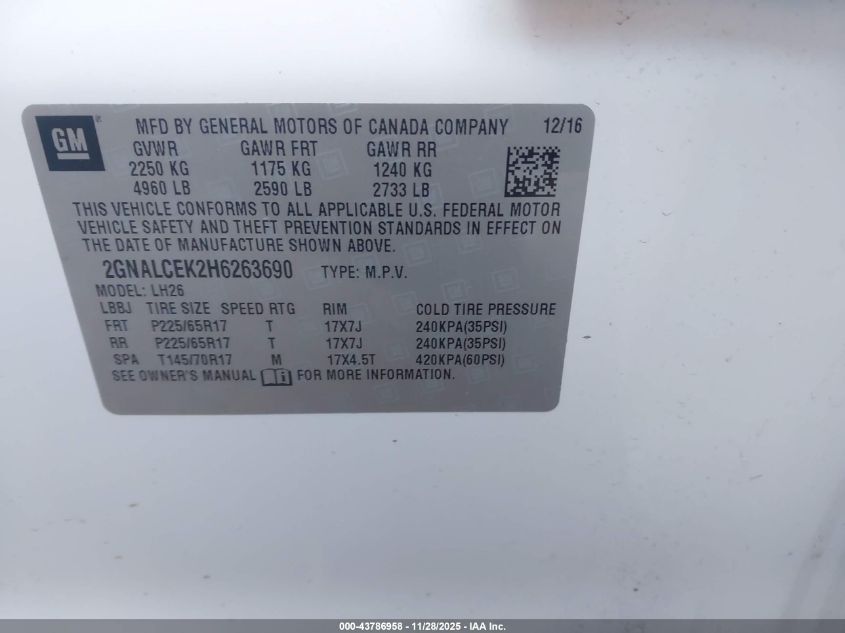 GM
MFD BY GENERAL MOTORS OF CANADA COMPANY 12/16
GVWR GAWR FRT GAWR RR
2250 KG 1175 KG 1240 KG
4960 LB 2590 LB 2733 LB
THIS VEHICLE CONFORMS TO ALL APPLICABLE U.S. FEDERAL MOTOR
VEHICLE SAFETY AND THEFT PREVENTION STANDARDS IN EFFECT ON
THE DATE OF MANUFACTURE SHOWN ABOVE.
2GNALCEK2H6263690 TYPE: M.P.V.
MODEL: LH26
LBBJ TIRE SIZE SPEED RTG RIM COLD TIRE PRESSURE
FRT P225/65R17 T 17X7J 240KPA(35PSI)
RR P225/65R17 T 17X7J 240KPA(35PSI)
SPA T145/70R17 M 17X4.5T 420KPA(60PSI)
SEE OWNER'S MANUAL FOR MORE INFORMATION.
000-43786958 - 11/28/2025 - IAA Inc.